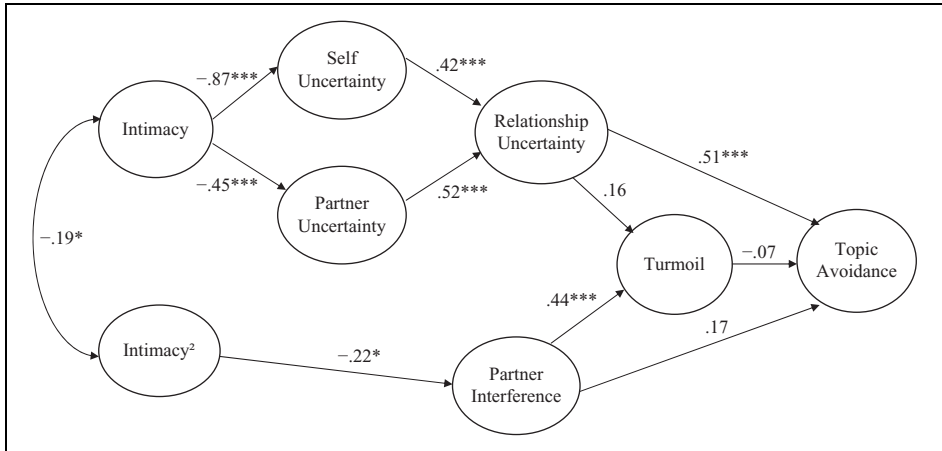 Self
Uncertainty
−.87***
.42***
Intimacy
Relationship
Uncertainty
−.45***
.52***
.51***
Partner
Uncertainty
.16
−.19*
Turmoil
−.07
Topic
Avoidance
.44***
.17
Intimacy²
−.22*
Partner
Interference